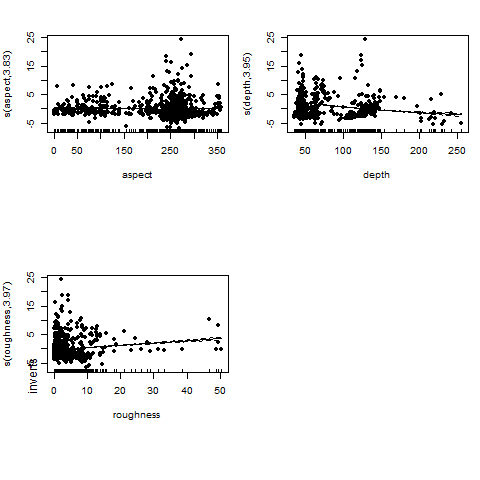 s(aspect,3.83)
-5 5 15 25
0 50 150 250 350
aspect
s(depth,3.95)
-5 5 15 25
50 100 150 200 250
depth
s(roughness,3.97)
invens
-5 5 15 25
0 10 20 30 40 50
roughness